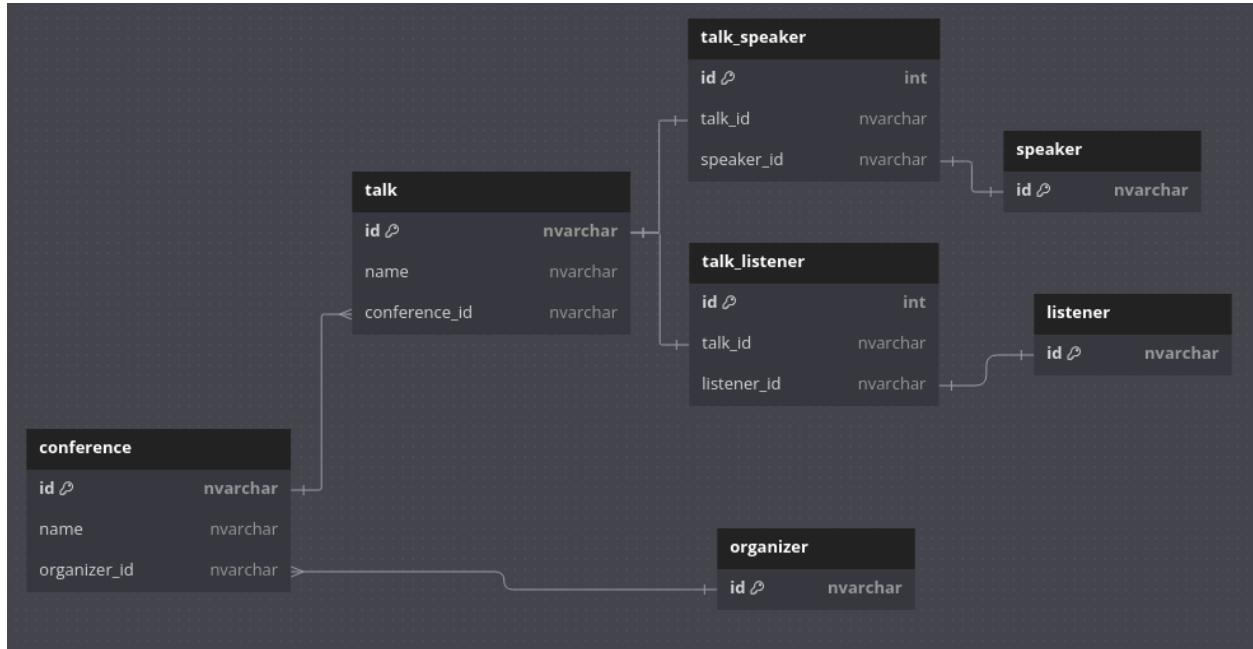 talk_speaker
id int
talk_id nvarchar
speaker_id nvarchar
speaker
id nvarchar
talk
id nvarchar
name nvarchar
conference_id nvarchar
talk_listener
id int
talk_id nvarchar
listener_id nvarchar
listener
id nvarchar
conference
id nvarchar
name nvarchar
organizer_id nvarchar
organizer
id nvarchar